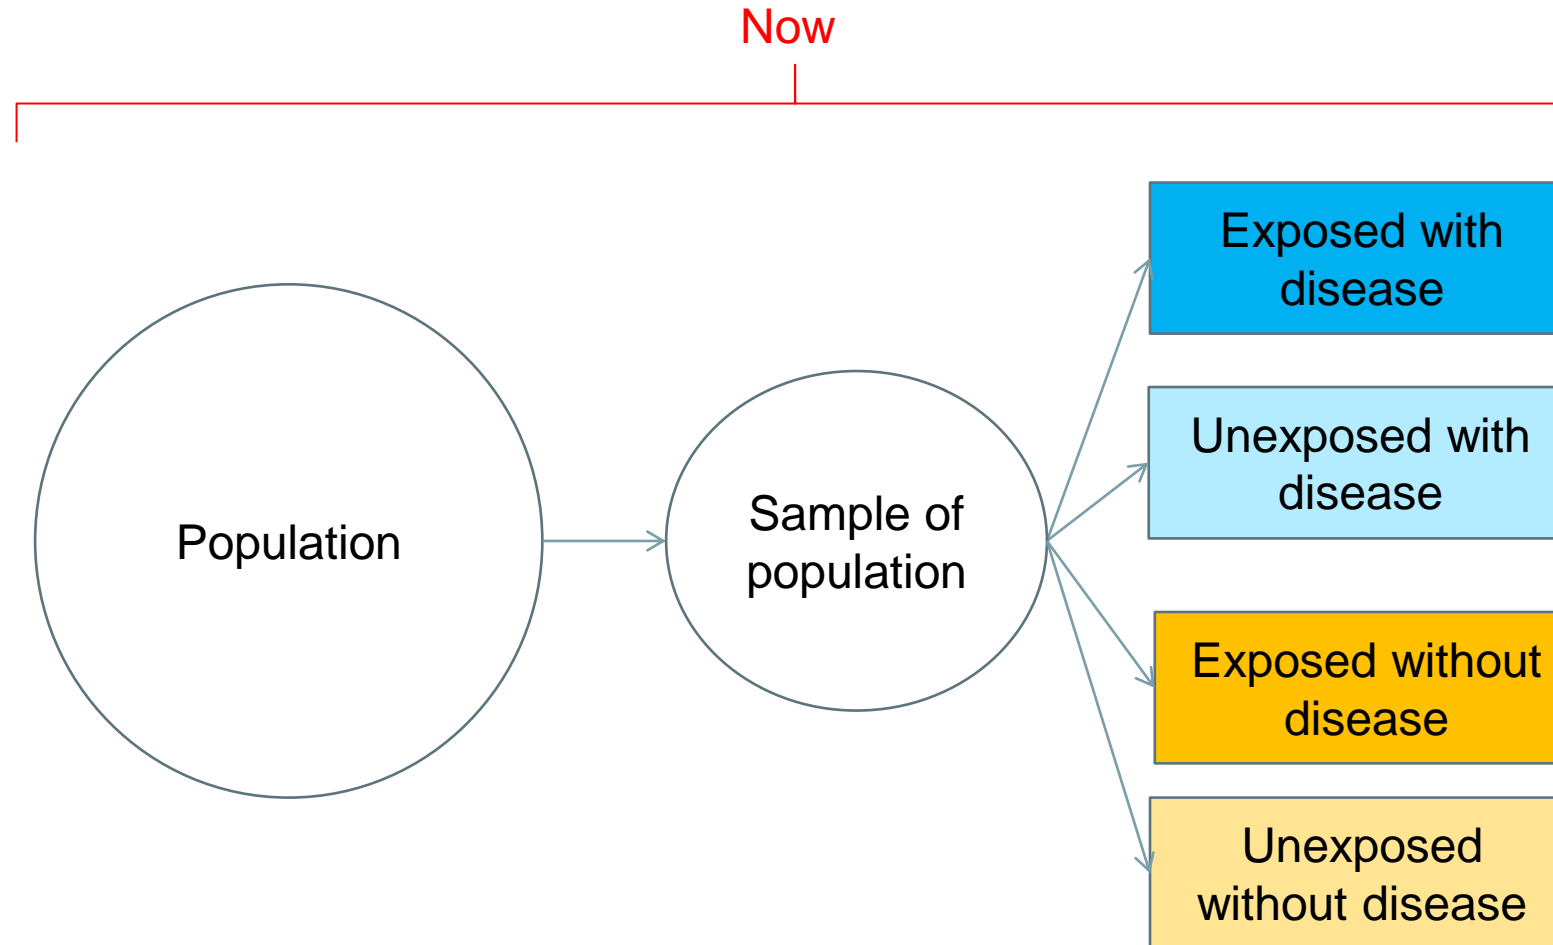 Now
Population
Sample of
population
Exposed with
disease
Unexposed with
disease
Exposed without
disease
Unexposed
without disease